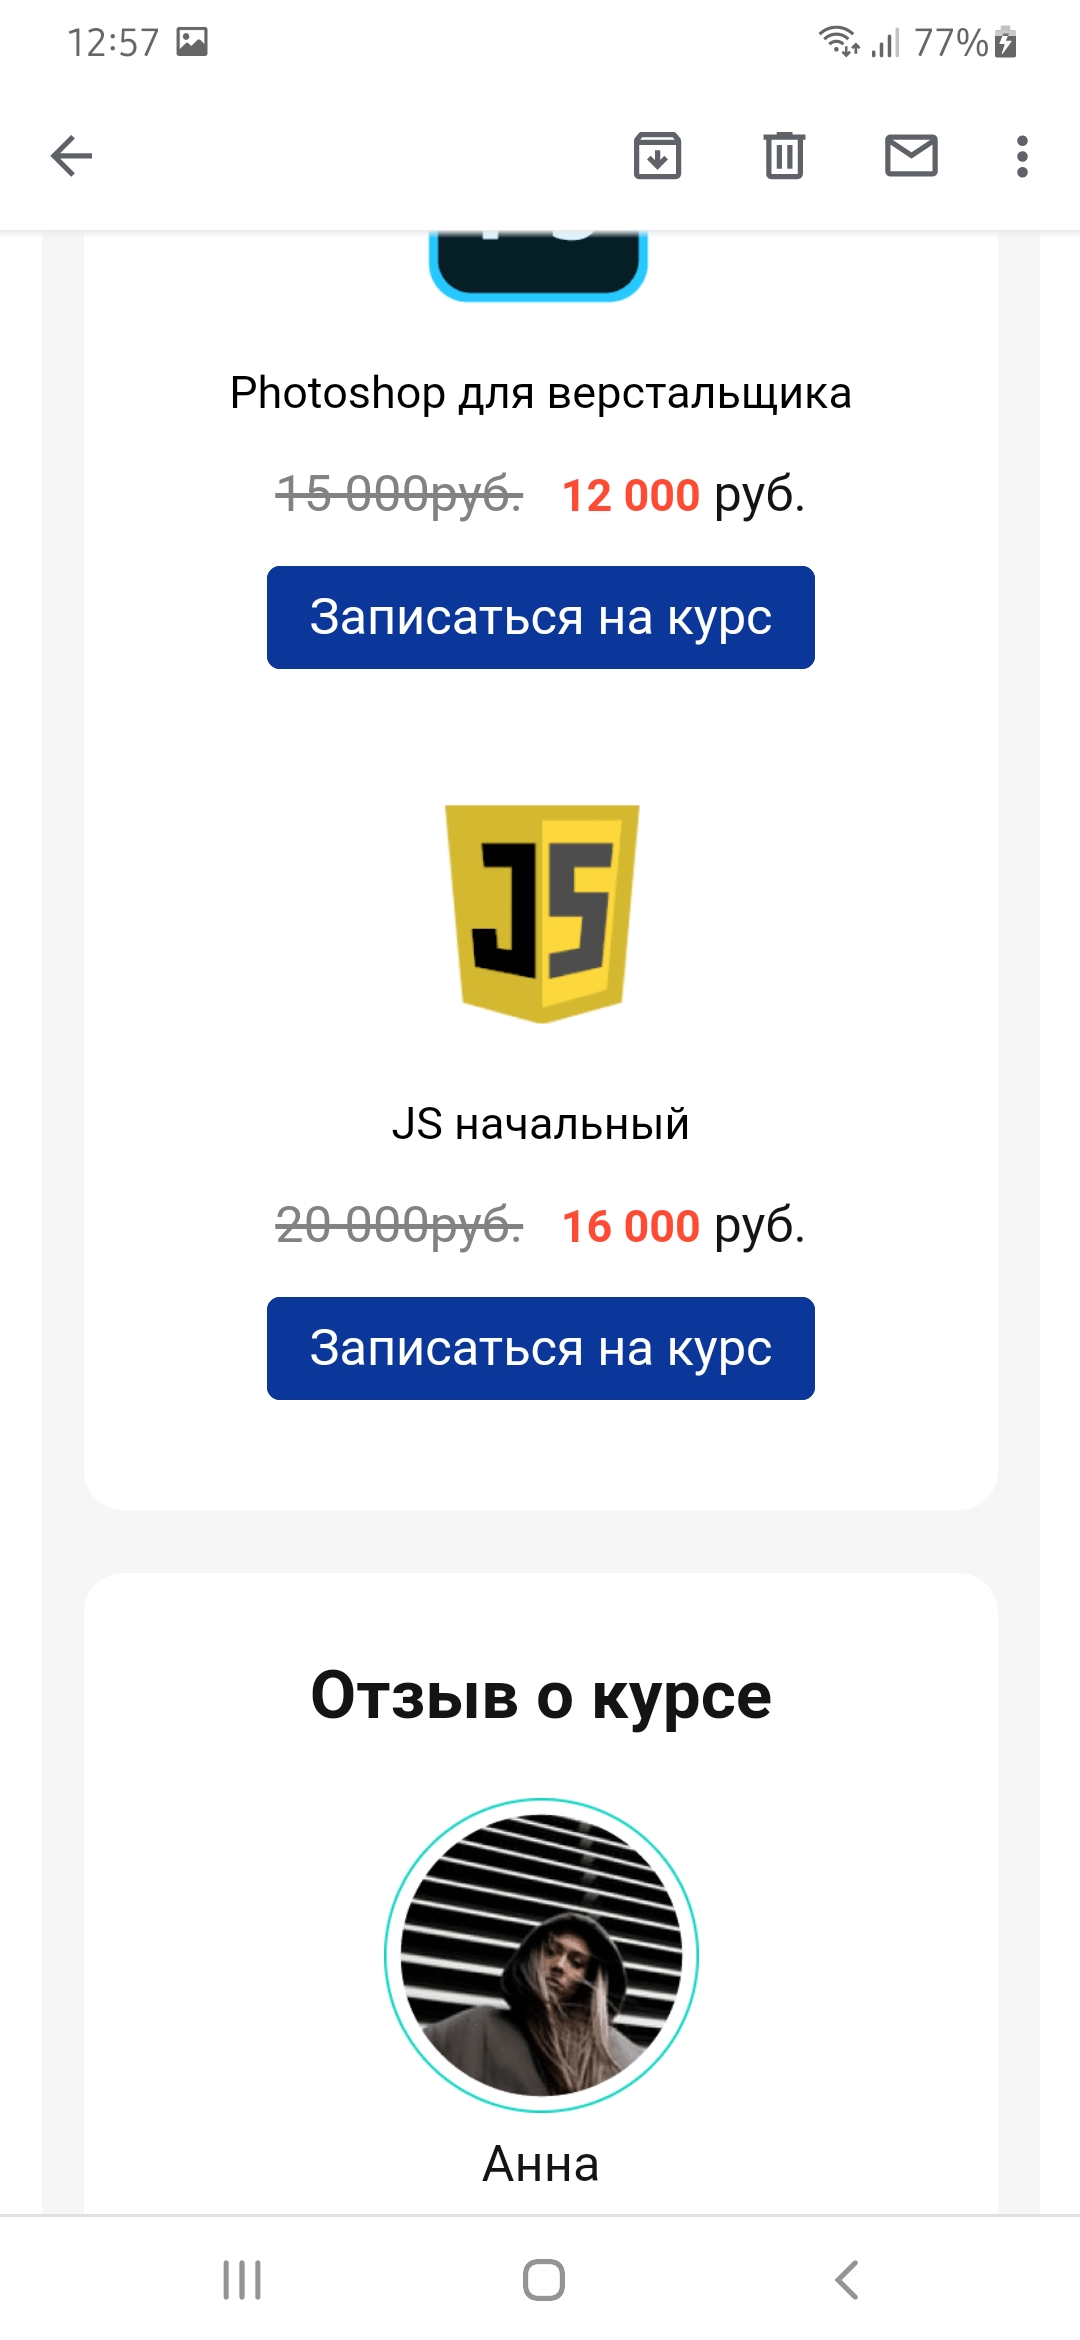 12:57 77%
Photoshop для верстальщика
15 000руб. 12 000 руб.
Записаться на курс
JS
JS начальный
20 000руб. 16 000 руб.
Записаться на курс
Отзыв о курсе
Анна